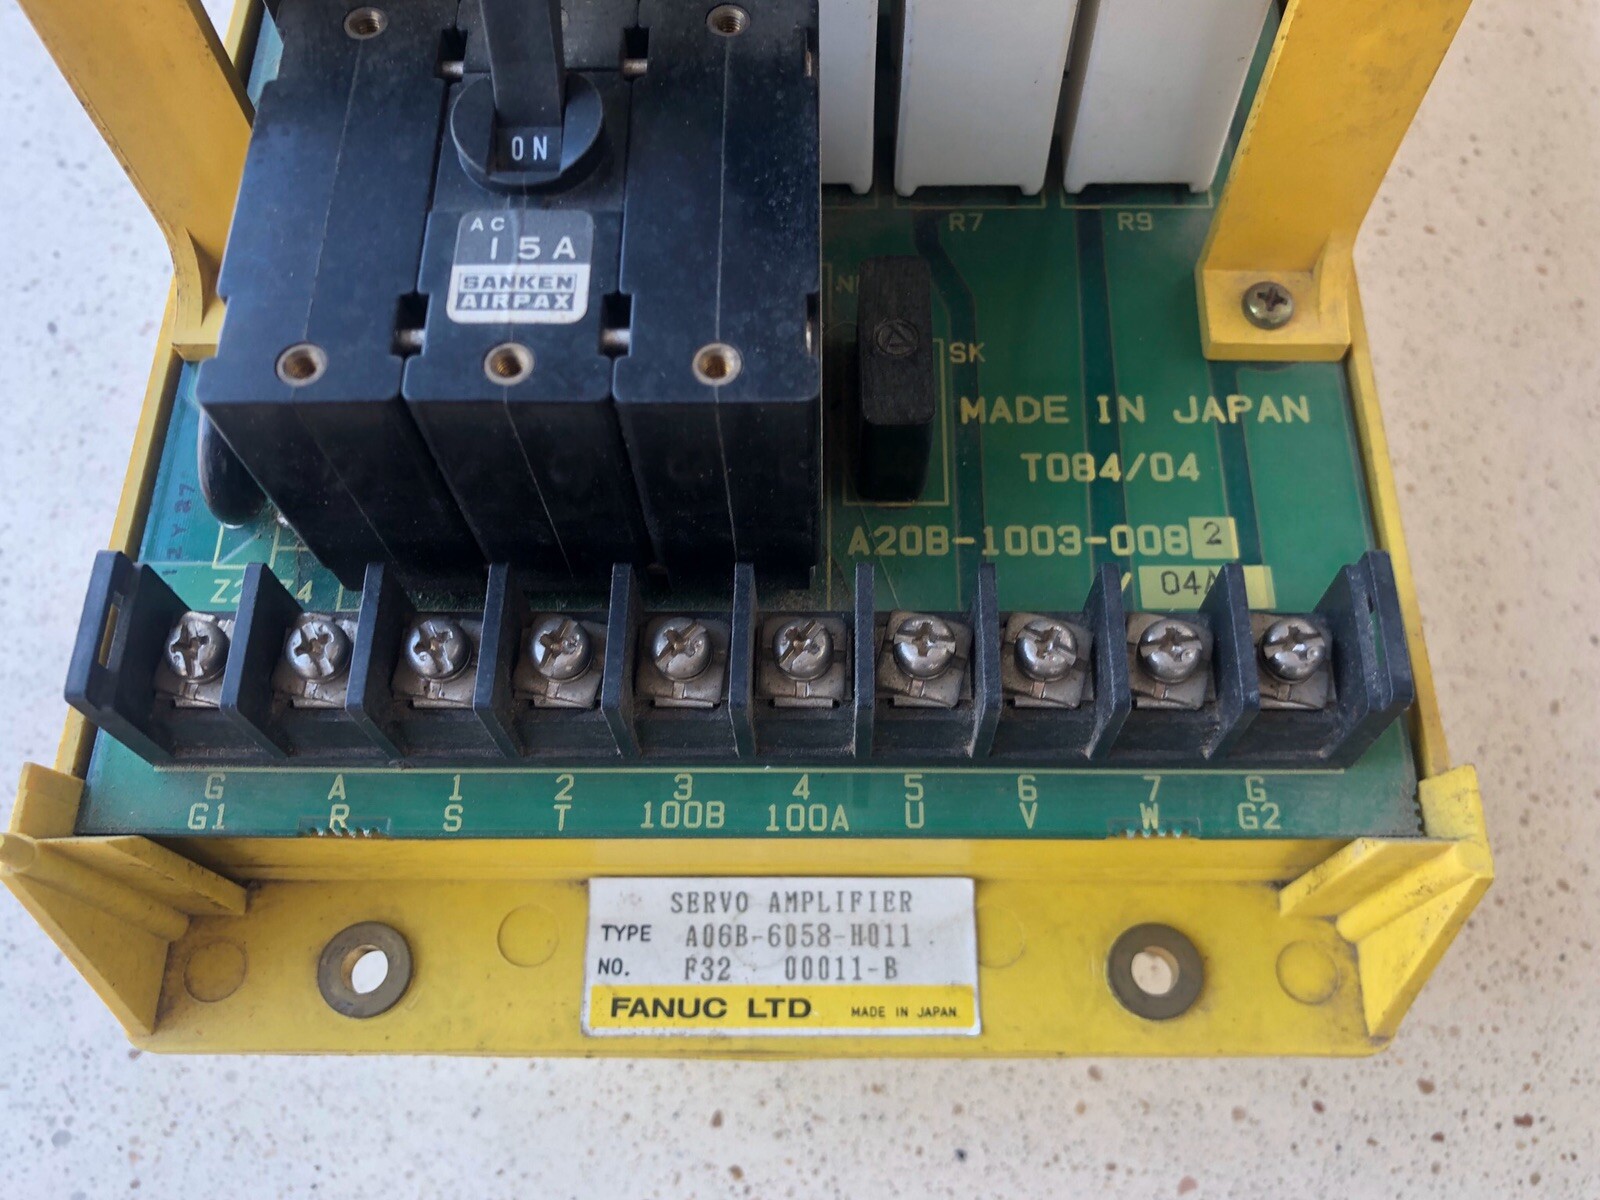 ON
AC
15A
SANKEN
AIRPAX
R7
R9
SK
MADE IN JAPAN
T084/04
A20B-1003-008 2
04A
G A 1 2 3 4 5 6 7 G
G1 R S T 100B 100A U V W G2
SERVO AMPLIFIER
TYPE A06B-6058-H011
NO. F32 00011-B
FANUC LTD MADE IN JAPAN